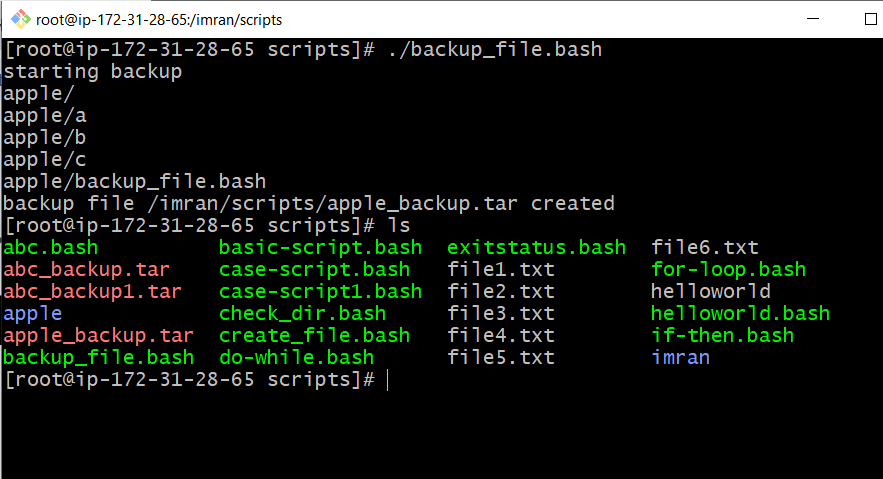 root@ip-172-31-28-65:/imran/scripts
[root@ip-172-31-28-65 scripts]# ./backup_file.bash
starting backup
apple/
apple/a
apple/b
apple/c
apple/backup_file.bash
backup file /imran/scripts/apple_backup.tar created
[root@ip-172-31-28-65 scripts]# ls
abc.bash          basic-script.bash  exitstatus.bash  file6.txt
abc_backup.tar    case-script.bash   file1.txt        for-loop.bash
abc_backup1.tar   case-script1.bash  file2.txt        helloworld
apple             check_dir.bash     file3.txt        helloworld.bash
apple_backup.tar  create_file.bash   file4.txt        if-then.bash
backup_file.bash  do-while.bash      file5.txt        imran
[root@ip-172-31-28-65 scripts]#